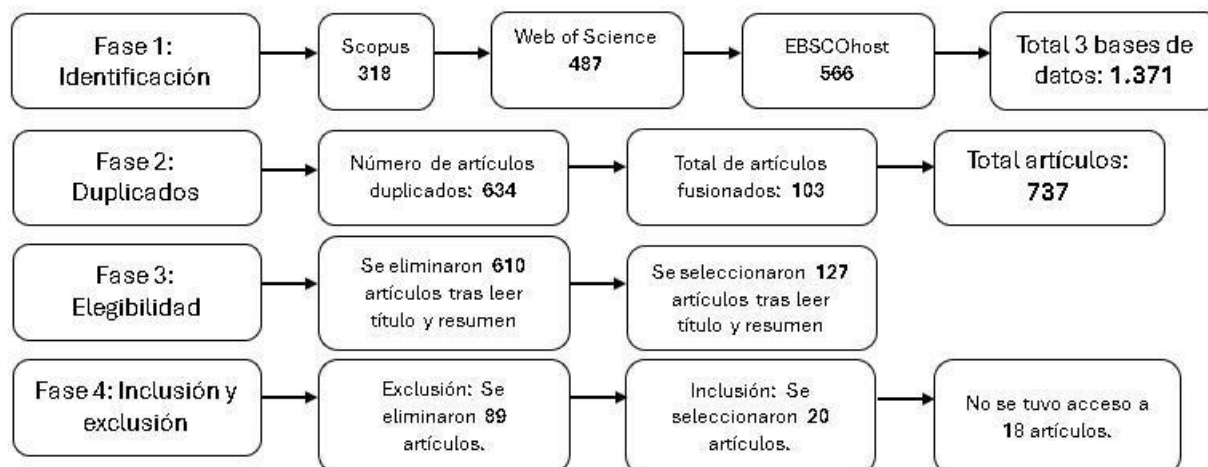 Fase 1:
Identificación
Scopus
318
Web of Science
487
EBSCOhost
566
Total 3 bases de
datos: 1.371
Fase 2:
Duplicados
Número de artículos
duplicados: 634
Total de artículos
fusionados: 103
Total artículos:
737
Fase 3:
Elegibilidad
Se eliminaron 610
artículos tras leer
título y resumen
Se seleccionaron 127
artículos tras leer
título y resumen
Fase 4: Inclusión y
exclusión
Exclusión: Se
eliminaron 89
artículos.
Inclusión: Se
seleccionaron 20
artículos.
No se tuvo acceso a
18 artículos.